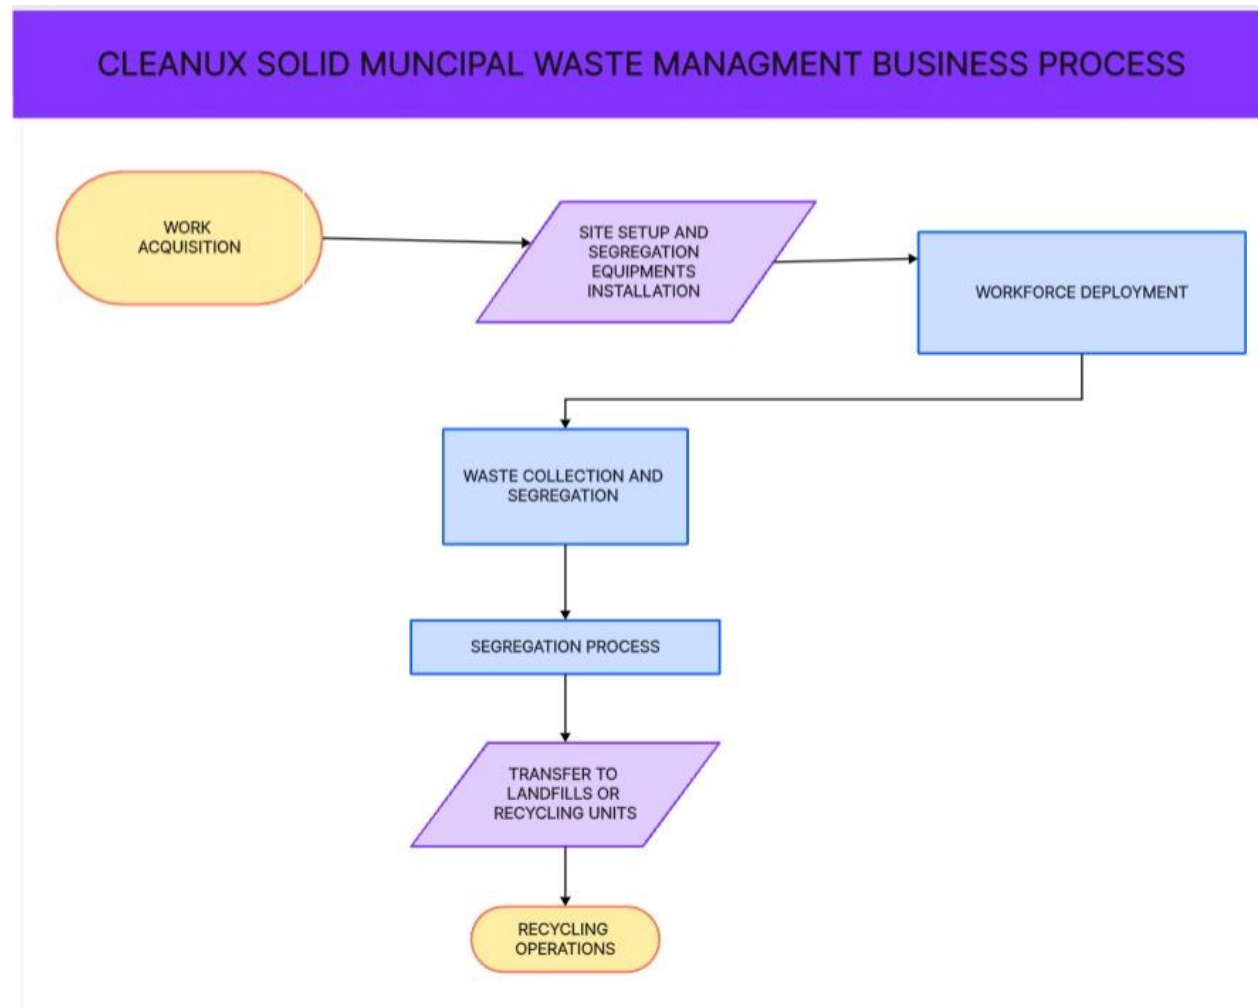 CLEANUX SOLID MUNCIPAL WASTE MANAGMENT BUSINESS PROCESS
WORK
ACQUISITION
SITE SETUP AND
SEGREGATION
EQUIPMENTS
INSTALLATION
WORKFORCE DEPLOYMENT
WASTE COLLECTION AND
SEGREGATION
SEGREGATION PROCESS
TRANSFER TO
LANDFILLS OR
RECYCLING UNITS
RECYCLING
OPERATIONS